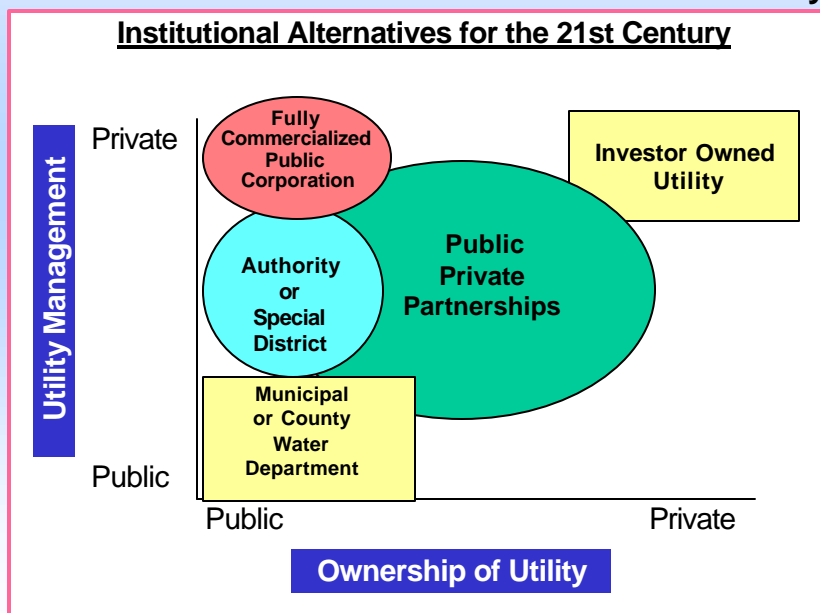 Institutional Alternatives for the 21st Century
Utility Management
Private
Public
Fully
Commercialized
Public
Corporation
Investor Owned
Utility
Public
Private
Partnerships
Authority
or
Special
District
Municipal
or County
Water
Department
Public
Private
Ownership of Utility